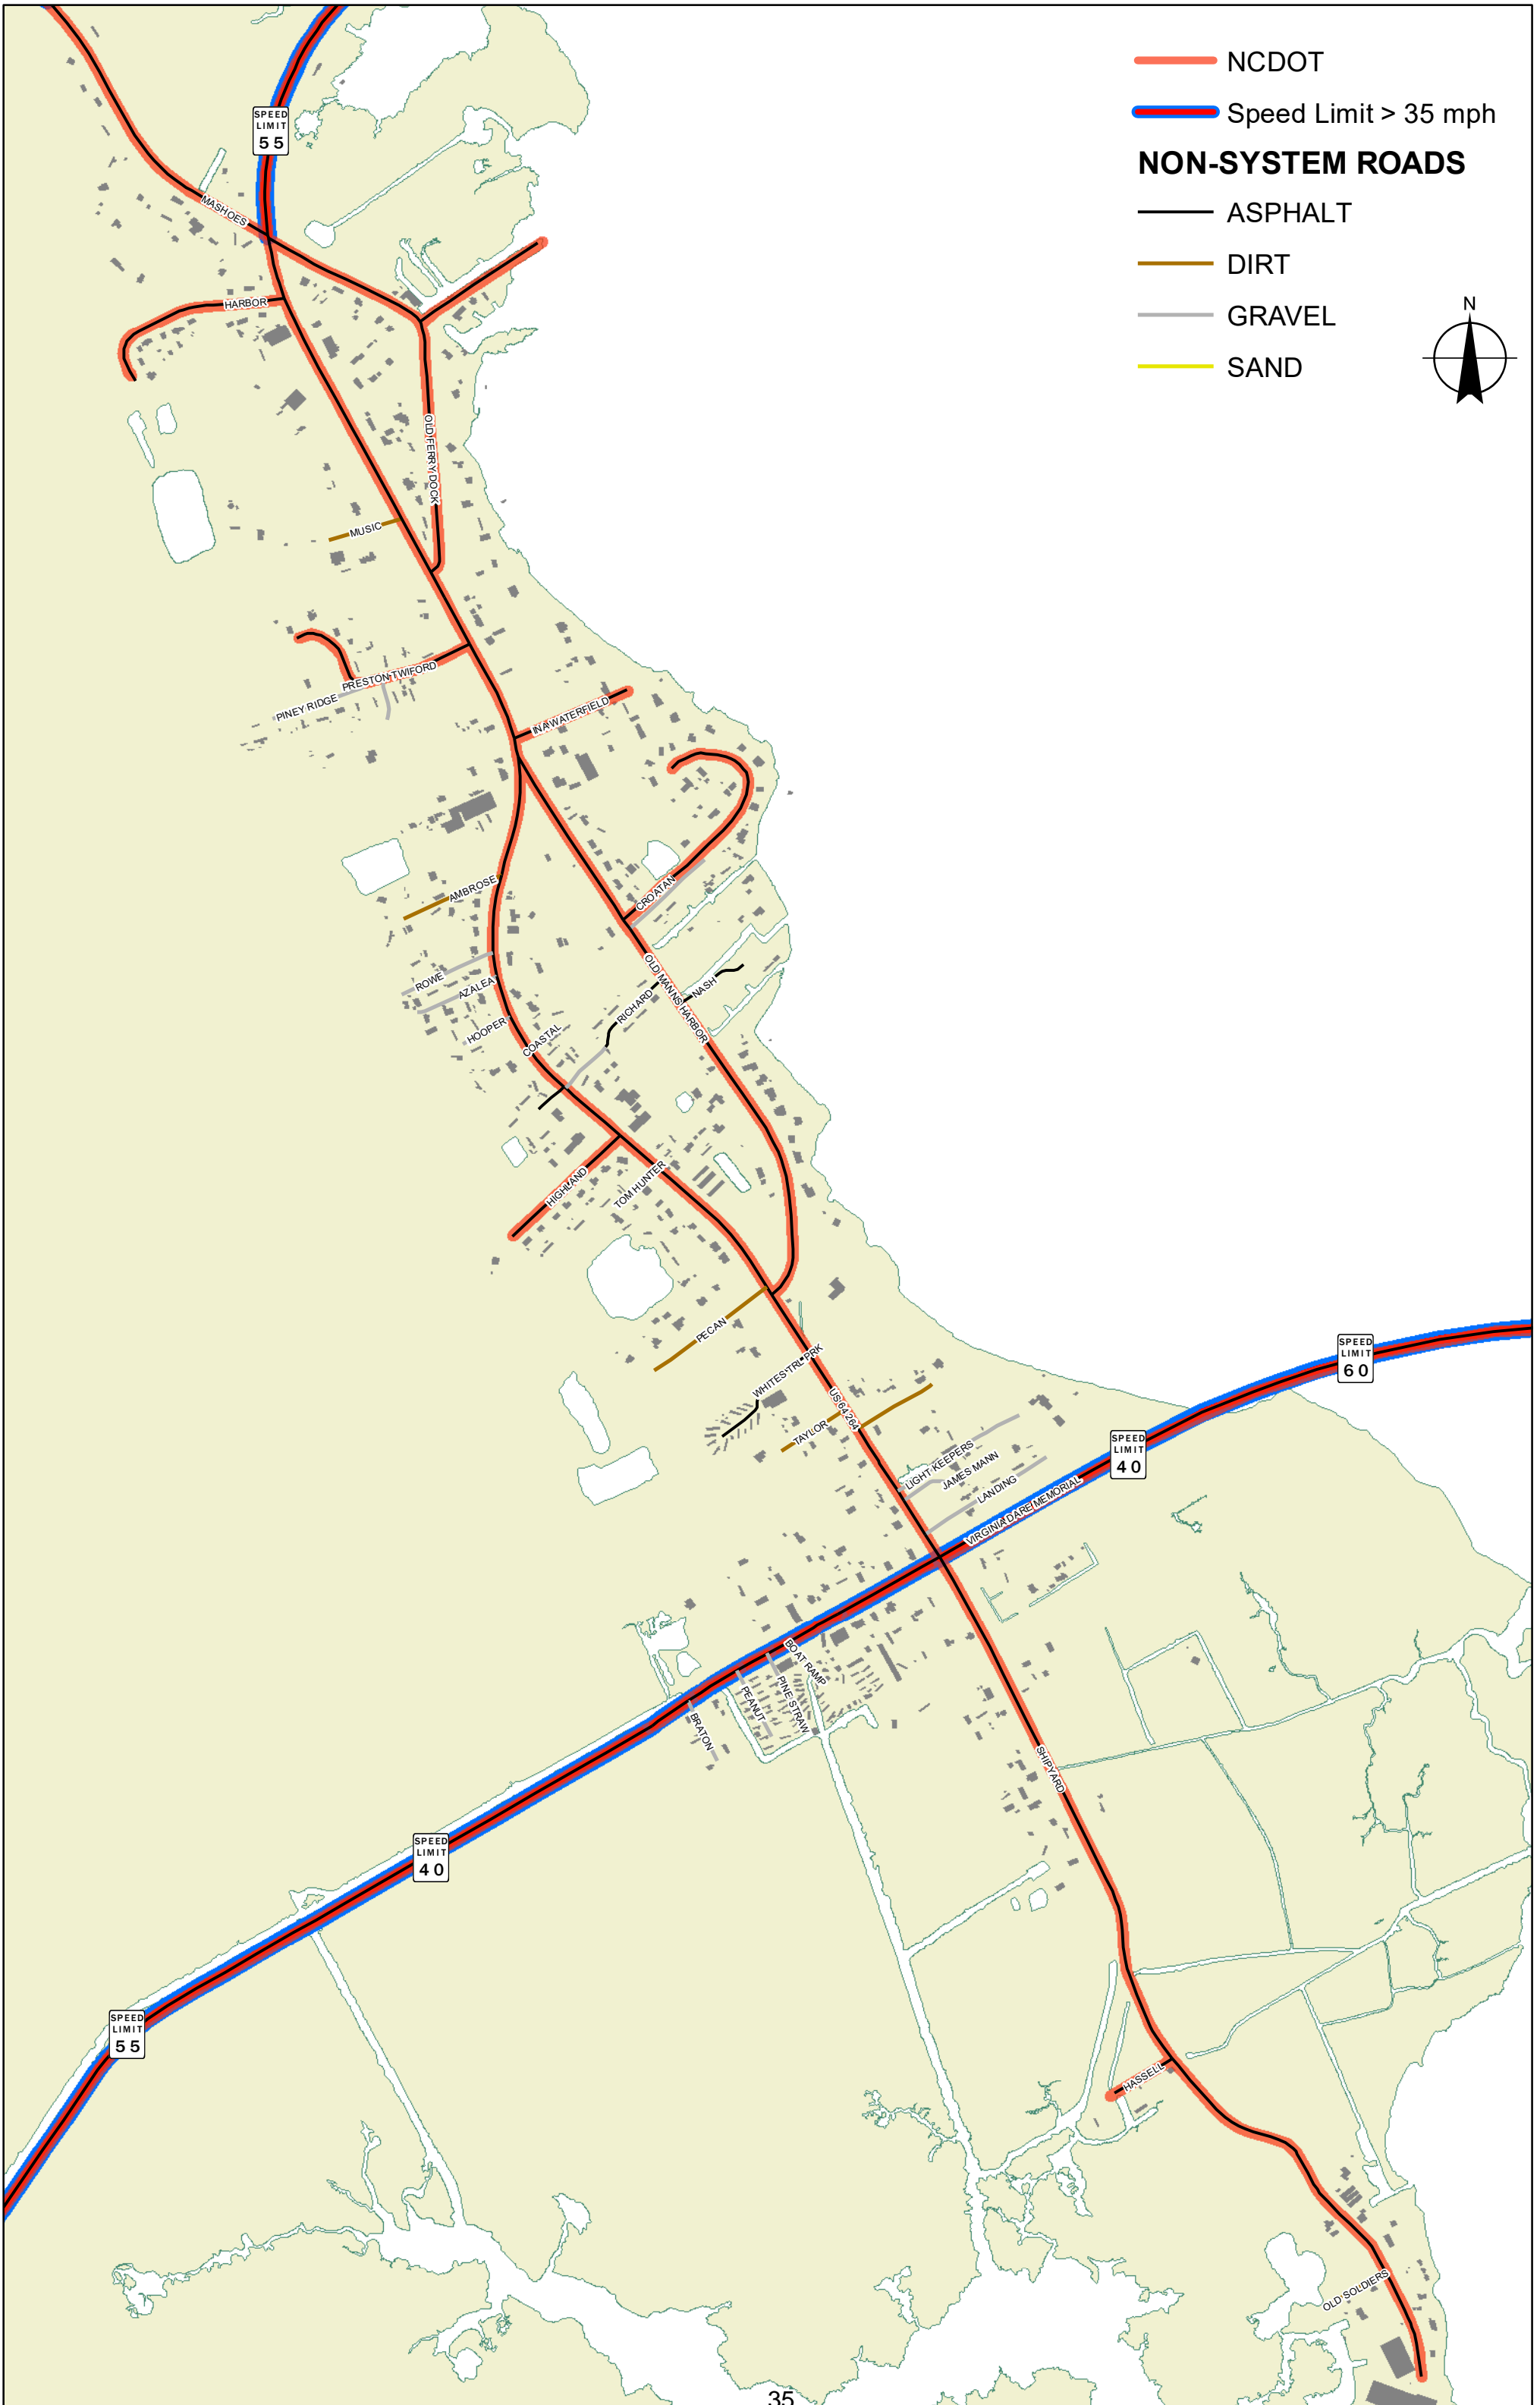 NCDOT
Speed Limit > 35 mph
NON-SYSTEM ROADS
ASPHALT
DIRT
GRAVEL
SAND
N
SPEED
LIMIT
55
MASHOES
HARBOR
OLD FERRY DOCK
MUSIC
PRESTON TWIFORD
PINEY RIDGE
INA WATERFIELD
AMBROSE
CROATAN
ROWE
AZALEA
HOOPER
COASTAL
RICHARD
NASH
OLD MANNS HARBOR
HIGHLAND
TOM HUNTER
PECAN
WHITES TRL PRK
US 64 264
TAYLOR
SPEED
LIMIT
60
SPEED
LIMIT
40
LIGHT KEEPERS
JAMES MANN
LANDING
VIRGINIA DARE MEMORIAL
BOAT RAMP
PINE STRAW
PEANUT
BRATON
SHIPYARD
SPEED
LIMIT
40
SPEED
LIMIT
55
HASSELL
OLD SOLDIERS
35